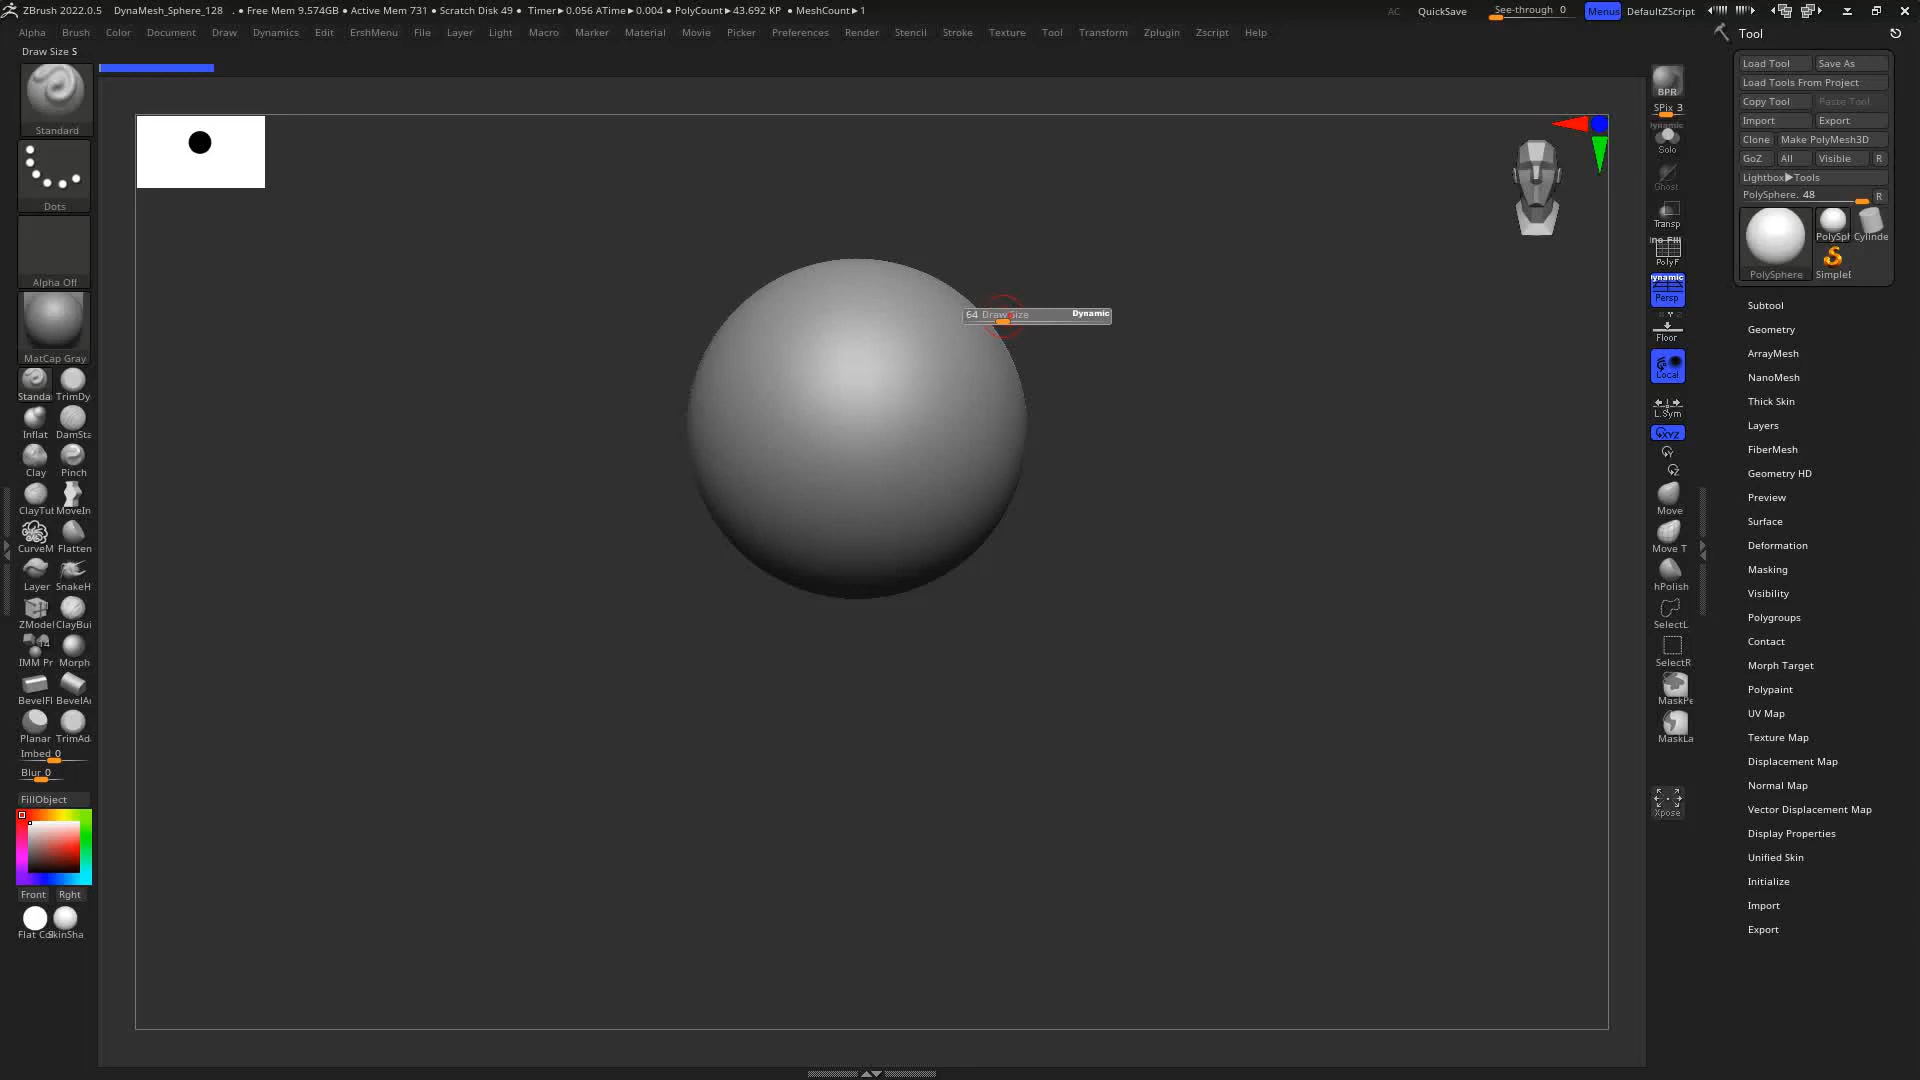 ZBrush 2022.0.5 DynaMesh_Sphere_128 . ● Free Mem 9.574GB ● Active Mem 731 ● Scratch Disk 49 ● Timer▶0.056 ATime▶0.004 ● PolyCount▶43.692 KP ● MeshCount▶1 AC QuickSave See-through 0 Menus DefaultZScript
Alpha Brush Color Document Draw Dynamics Edit ErshMenu File Layer Light Macro Marker Material Movie Picker Preferences Render Stencil Stroke Texture Tool Transform Zplugin Zscript Help
Draw Size S
Standard
Dots
Alpha Off
MatCap Gray
Standa TrimDy
Inflat DamSta
Clay Pinch
ClayTu MoveIn
CurveM Flatten
Layer SnakeH
ZModel ClayBui
14
IMM Pr Morph
BevelFl BevelA
Planar TrimAd
Imbed 0
Blur 0
FillObject
Front Rght
Flat Co SkinSha
64 Draw Size Dynamic
BPR
SPix 3
Dynamic
Solo
Ghost
Transp
ine Fill
PolyF
Dynamic
Persp
Floor
Local
L.Sym
XYZ
Y
Z
Move
Move T
hPolish
SelectL
SelectR
MaskPe
MaskLa
Xpose
Tool
Load Tool Save As
Load Tools From Project
Copy Tool Paste Tool
Import Export
Clone Make PolyMesh3D
GoZ All Visible R
Lightbox▶Tools
PolySphere. 48 R
PolySphere PolySpl Cylinde
SimpleB
Subtool
Geometry
ArrayMesh
NanoMesh
Thick Skin
Layers
FiberMesh
Geometry HD
Preview
Surface
Deformation
Masking
Visibility
Polygroups
Contact
Morph Target
Polypaint
UV Map
Texture Map
Displacement Map
Normal Map
Vector Displacement Map
Display Properties
Unified Skin
Initialize
Import
Export